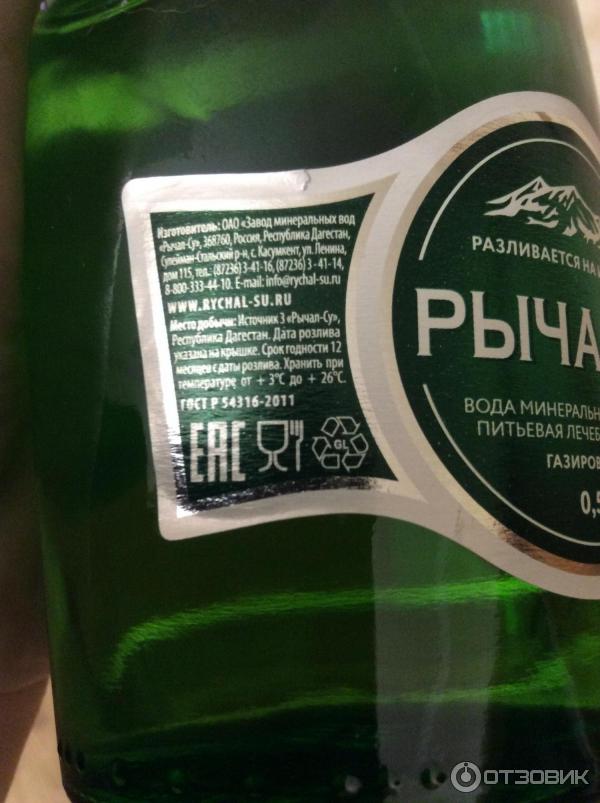 Изготовитель: ОАО «Завод минеральных вод
«Рычал-Су», 368760, Россия, Республика Дагестан,
Сулейман-Стальский р-н, с. Касумкент, ул. Ленина,
дом 115, тел.: (87236) 3-41-16, (87236) 3 - 41-14,
8-800-333-44-10. E-mail: info@rychal-su.ru
WWW.RYCHAL-SU.RU
Место добычи: Источник 3 «Рычал-Су»,
Республика Дагестан. Дата розлива
указана на крышке. Срок годности 12
месяцев с даты розлива. Хранить при
температуре от + 3°С до + 26°С.
ГОСТ Р 54316-2011
EAC
GL
РАЗЛИВАЕТСЯ НА
РЫЧА
ВОДА МИНЕРАЛЬН
ПИТЬЕВАЯ ЛЕЧЕБ
ГАЗИРОВ
0,5
ОТЗОВИК